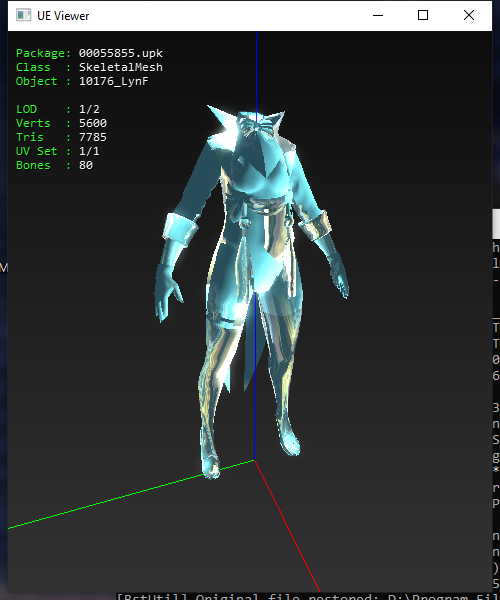 UE Viewer
Package: 00055855.upk
Class : SkeletalMesh
Object : 10176_LynF
LOD : 1/2
Verts : 5600
Tris : 7785
UV Set : 1/1
Bones : 80
[BstUtil] Original file restored: D:\Program Fil